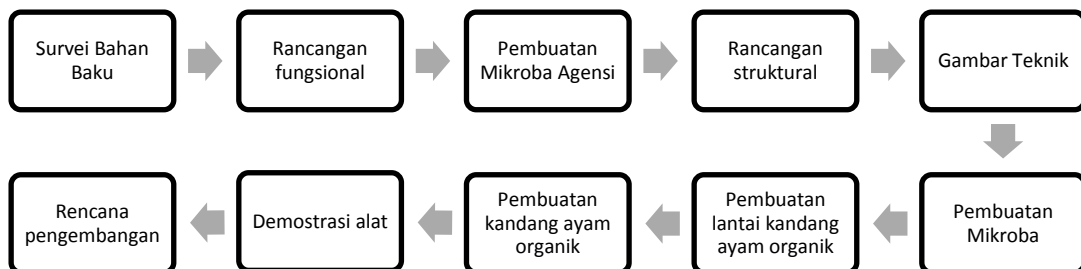 Survei Bahan
Baku
Rancangan
fungsional
Pembuatan
Mikroba Agensi
Rancangan
struktural
Gambar Teknik
Pembuatan
Mikroba
Pembuatan
lantai kandang
ayam organik
Pembuatan
kandang ayam
organik
Demostrasi alat
Rencana
pengembangan